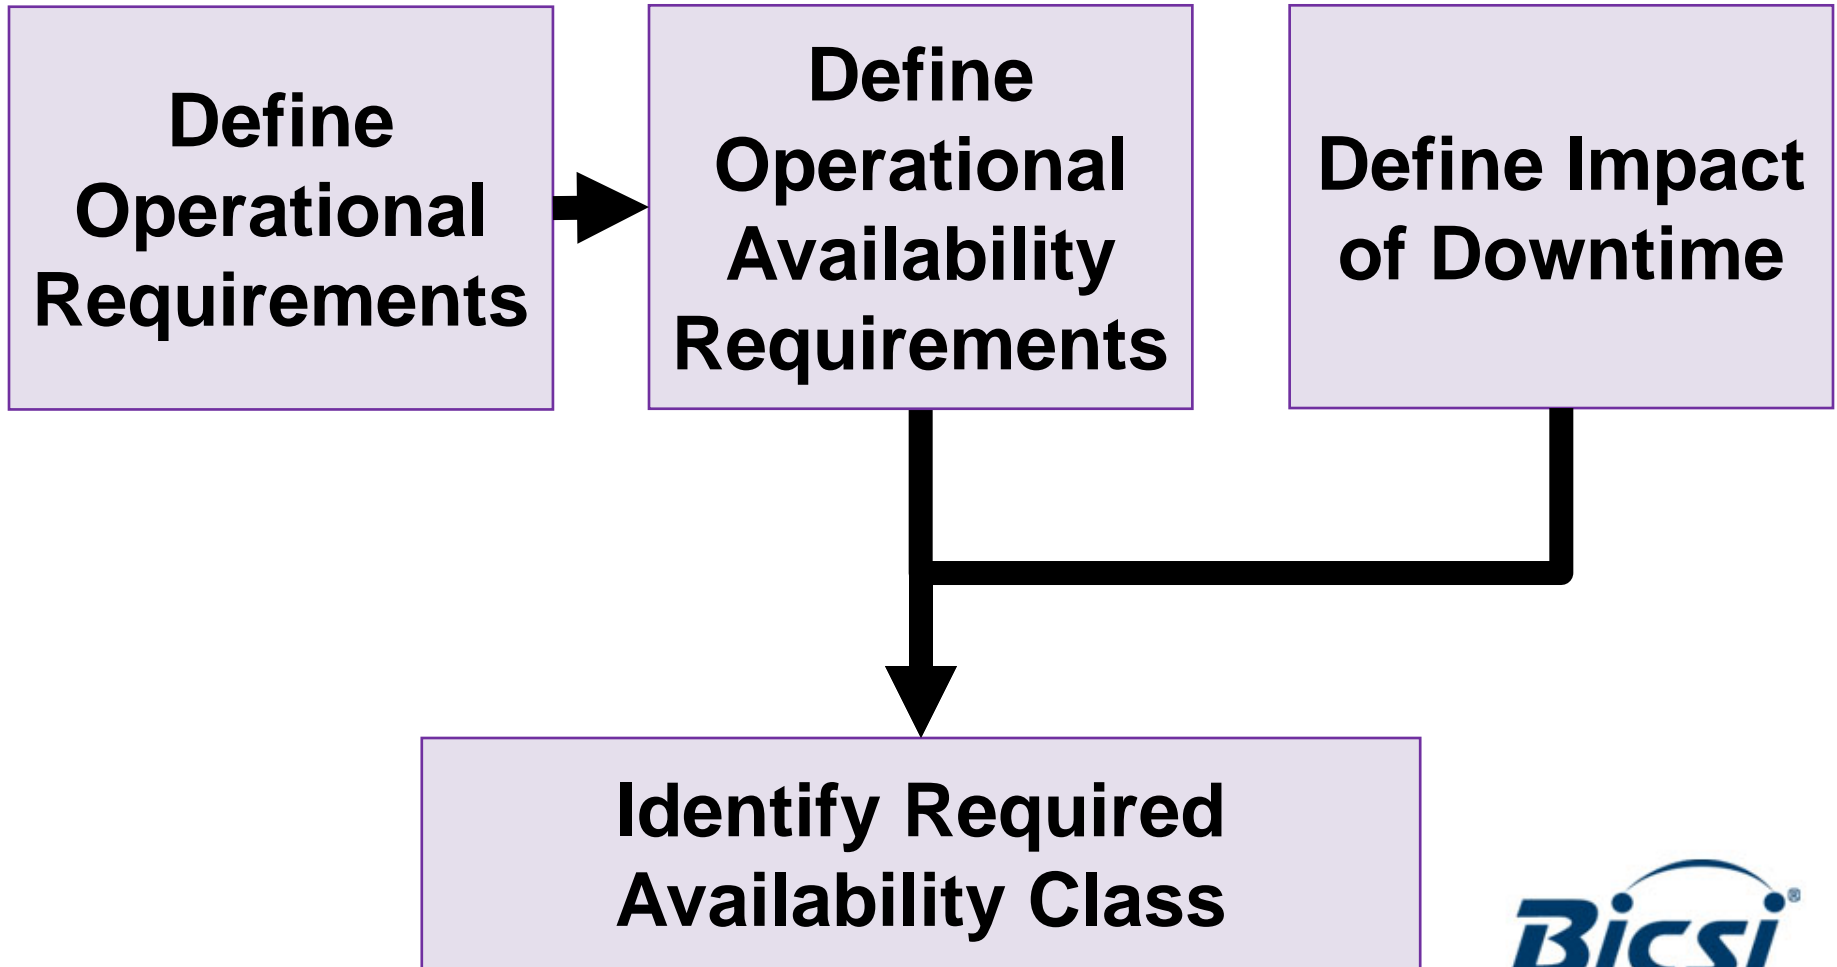 Define
Operational
Requirements
Define
Operational
Availability
Requirements
Define Impact
of Downtime
Identify Required
Availability Class
Bicsi®